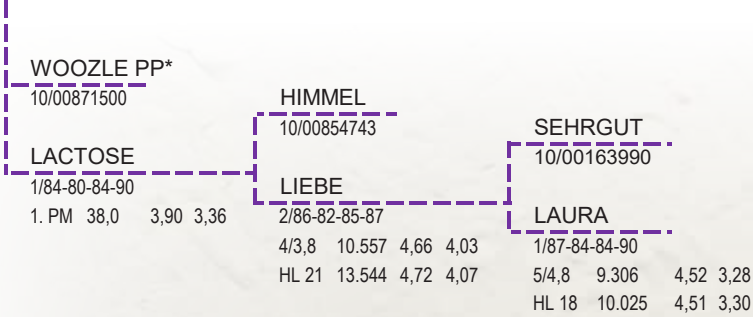 WOOZLE PP*
10/00871500
LACTOSE
1/84-80-84-90
1. PM 38,0 3,90 3,36
HIMMEL
10/00854743
LIEBE
2/86-82-85-87
4/3,8 10.557 4,66 4,03
HL 21 13.544 4,72 4,07
SEHRGUT
10/00163990
LAURA
1/87-84-84-90
5/4,8 9.306 4,52 3,28
HL 18 10.025 4,51 3,30